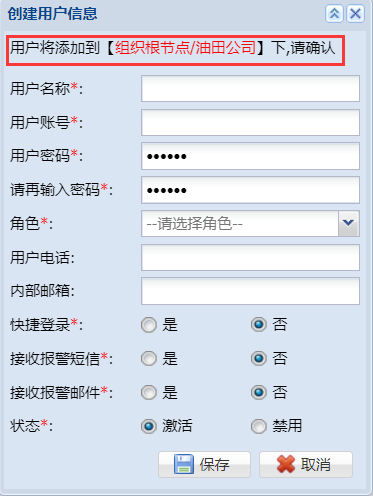 创建用户信息
用户将添加到【组织根节点/油田公司】下,请确认
用户名称*:
用户账号*:
用户密码*: ••••••
请再输入密码*: ••••••
角色*: --请选择角色--
用户电话:
内部邮箱:
快捷登录*: 是 否
接收报警短信*: 是 否
接收报警邮件*: 是 否
状态*: 激活 禁用
保存 取消